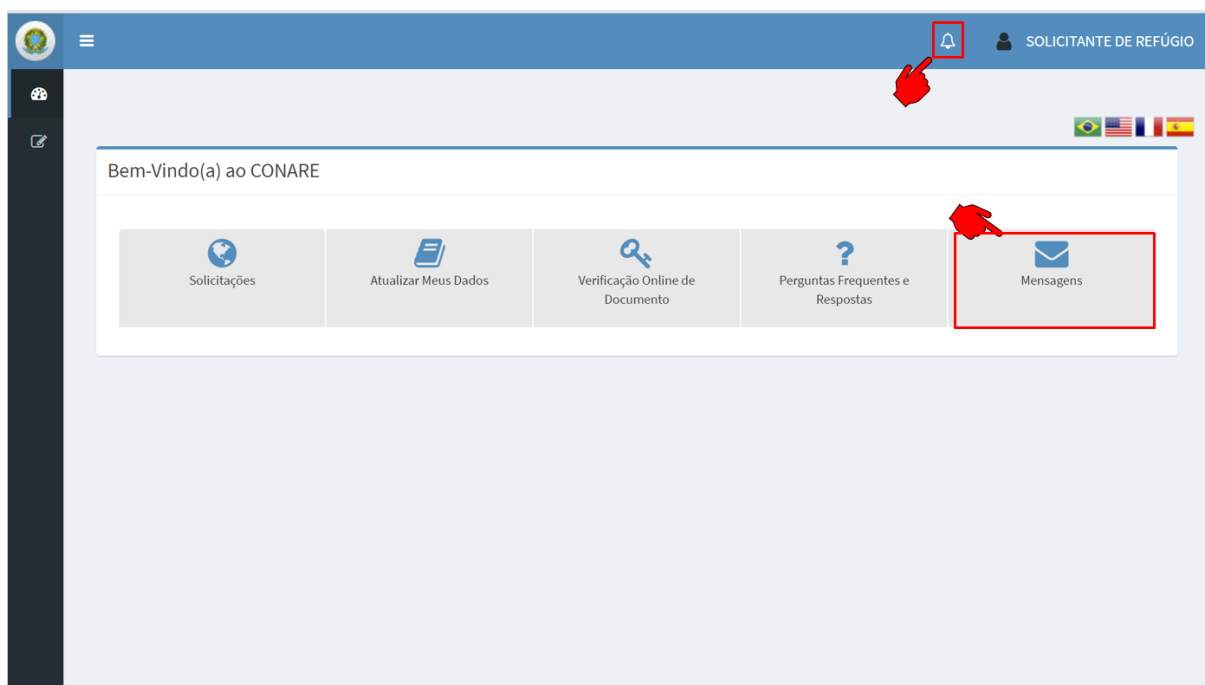 SOLICITANTE DE REFÚGIO
Bem-Vindo(a) ao CONARE
Solicitações
Atualizar Meus Dados
Verificação Online de
Documento
Perguntas Frequentes e
Respostas
Mensagens